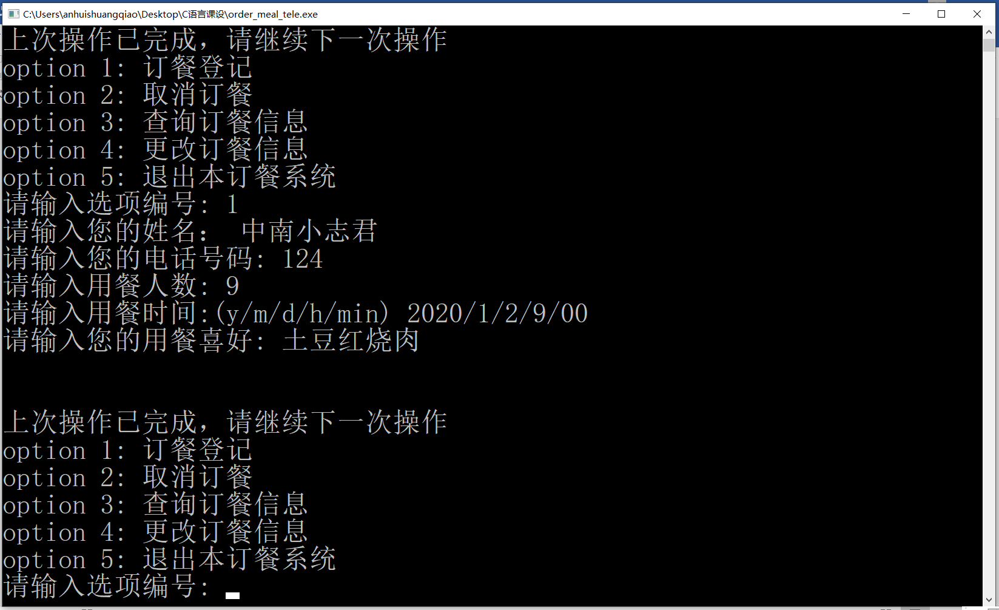 C:\Users\anhuishuangqiao\Desktop\C语言课设\order_meal_tele.exe
上次操作已完成，请继续下一次操作
option 1: 订餐登记
option 2: 取消订餐
option 3: 查询订餐信息
option 4: 更改订餐信息
option 5: 退出本订餐系统
请输入选项编号: 1
请输入您的姓名： 中南小志君
请输入您的电话号码: 124
请输入用餐人数: 9
请输入用餐时间:(y/m/d/h/min) 2020/1/2/9/00
请输入您的用餐喜好: 土豆红烧肉
上次操作已完成，请继续下一次操作
option 1: 订餐登记
option 2: 取消订餐
option 3: 查询订餐信息
option 4: 更改订餐信息
option 5: 退出本订餐系统
请输入选项编号: